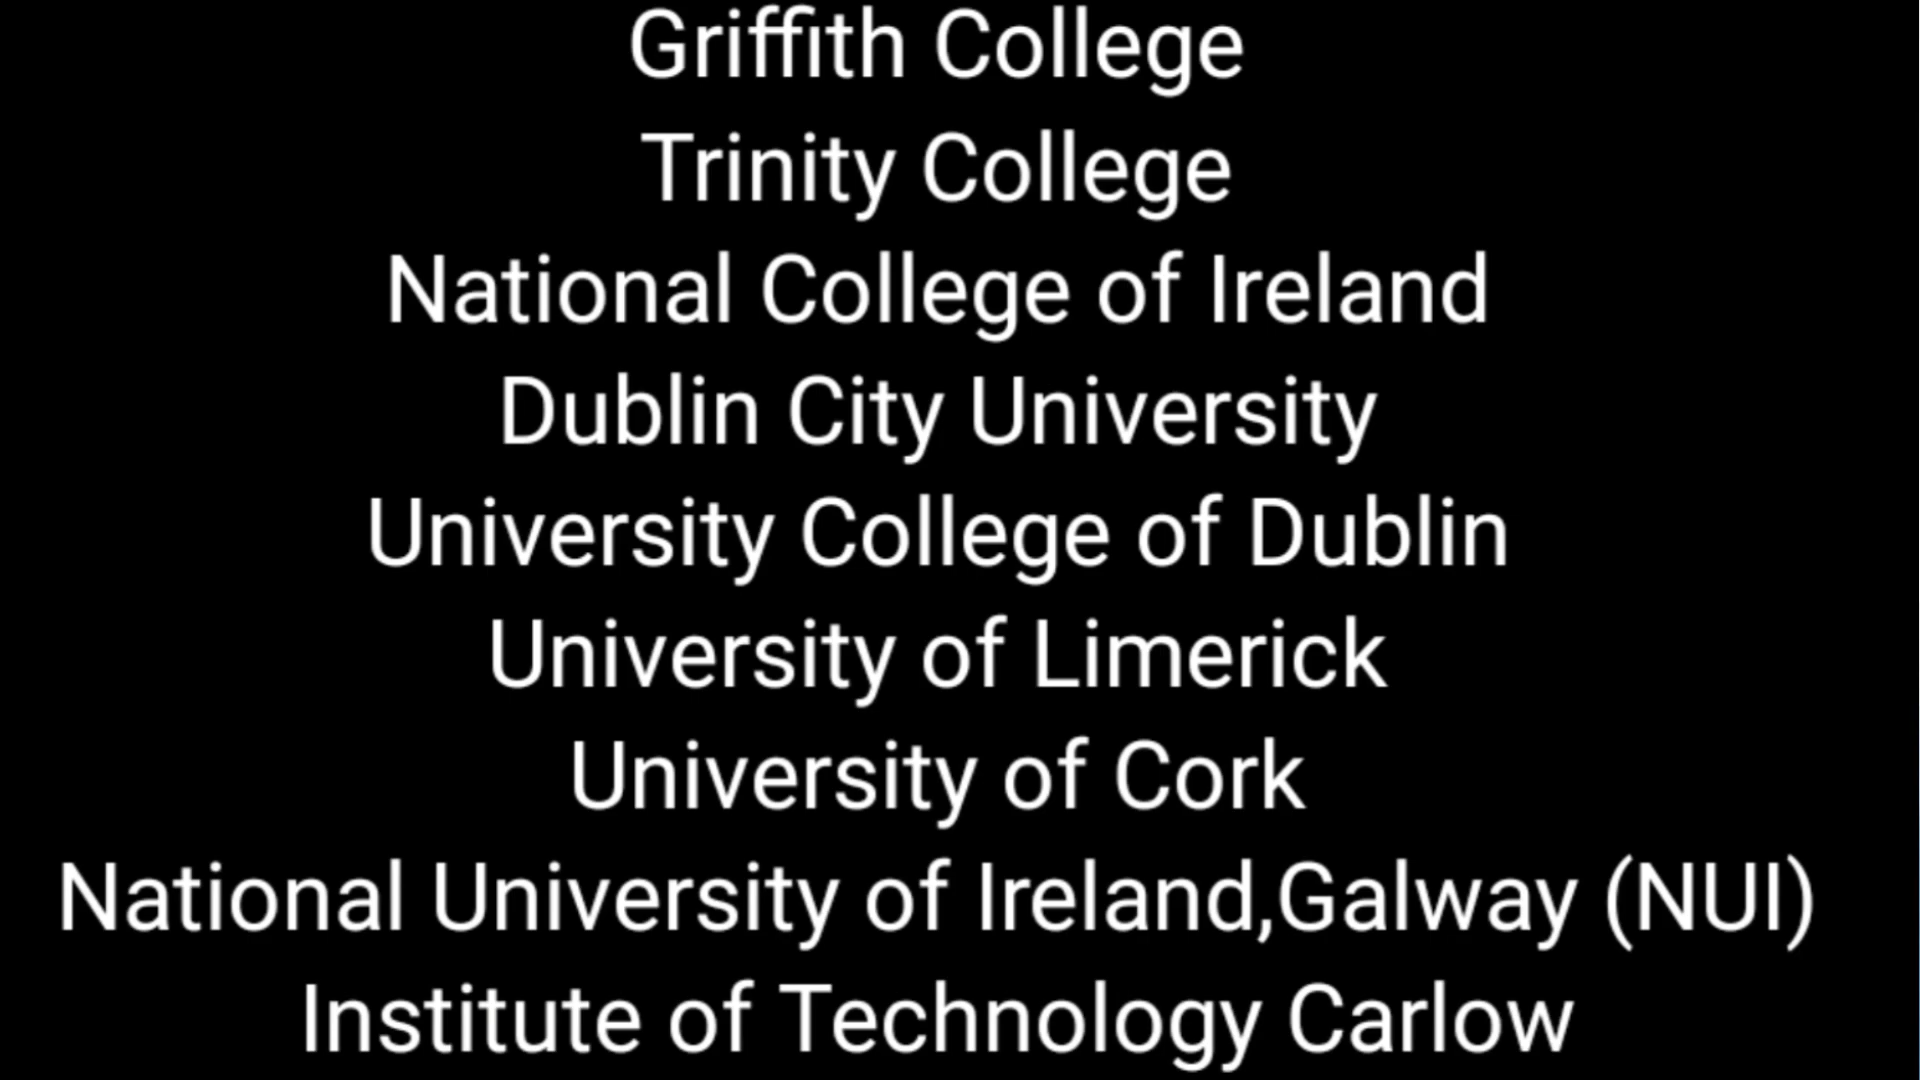 Griffith College
Trinity College
National College of Ireland
Dublin City University
University College of Dublin
University of Limerick
University of Cork
National University of Ireland,Galway (NUI)
Institute of Technology Carlow